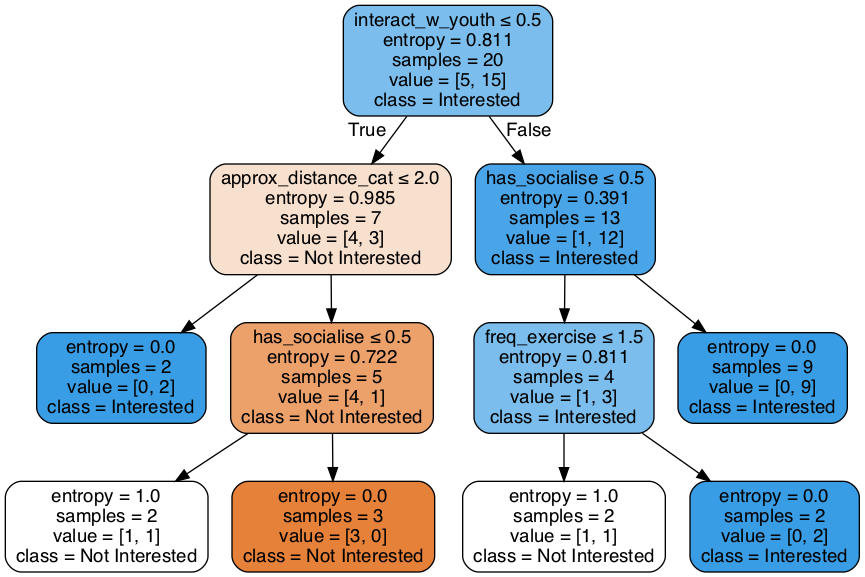 interact_w_youth ≤ 0.5
entropy = 0.811
samples = 20
value = [5, 15]
class = Interested
True
False
approx_distance_cat ≤ 2.0
entropy = 0.985
samples = 7
value = [4, 3]
class = Not Interested
has_socialise ≤ 0.5
entropy = 0.391
samples = 13
value = [1, 12]
class = Interested
entropy = 0.0
samples = 2
value = [0, 2]
class = Interested
has_socialise ≤ 0.5
entropy = 0.722
samples = 5
value = [4, 1]
class = Not Interested
freq_exercise ≤ 1.5
entropy = 0.811
samples = 4
value = [1, 3]
class = Interested
entropy = 0.0
samples = 9
value = [0, 9]
class = Interested
entropy = 1.0
samples = 2
value = [1, 1]
class = Not Interested
entropy = 0.0
samples = 3
value = [3, 0]
class = Not Interested
entropy = 1.0
samples = 2
value = [1, 1]
class = Not Interested
entropy = 0.0
samples = 2
value = [0, 2]
class = Interested